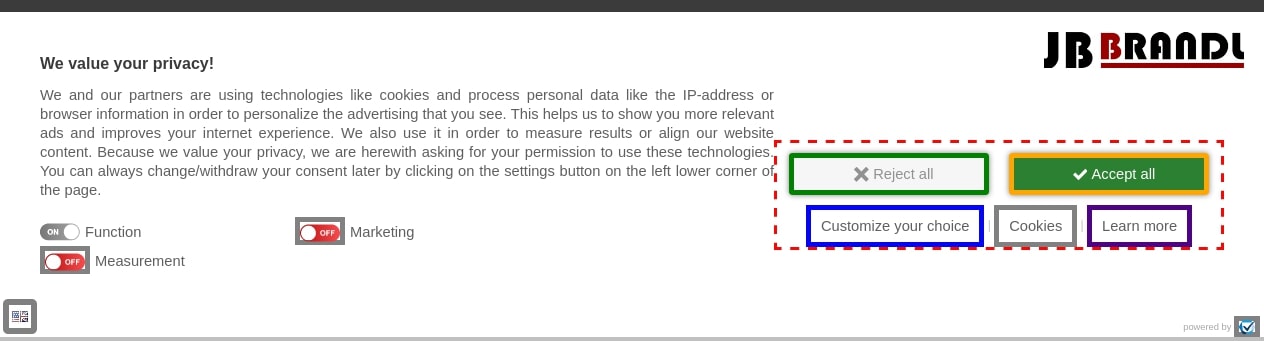 JB BRANDL
We value your privacy!
We and our partners are using technologies like cookies and process personal data like the IP-address or
browser information in order to personalize the advertising that you see. This helps us to show you more relevant
ads and improves your internet experience. We also use it in order to measure results or align our website
content. Because we value your privacy, we are herewith asking for your permission to use these technologies.
You can always change/withdraw your consent later by clicking on the settings button on the left lower corner of
the page.
Reject all
Accept all
Customize your choice | Cookies | Learn more
ON Function
OFF Marketing
OFF Measurement
powered by